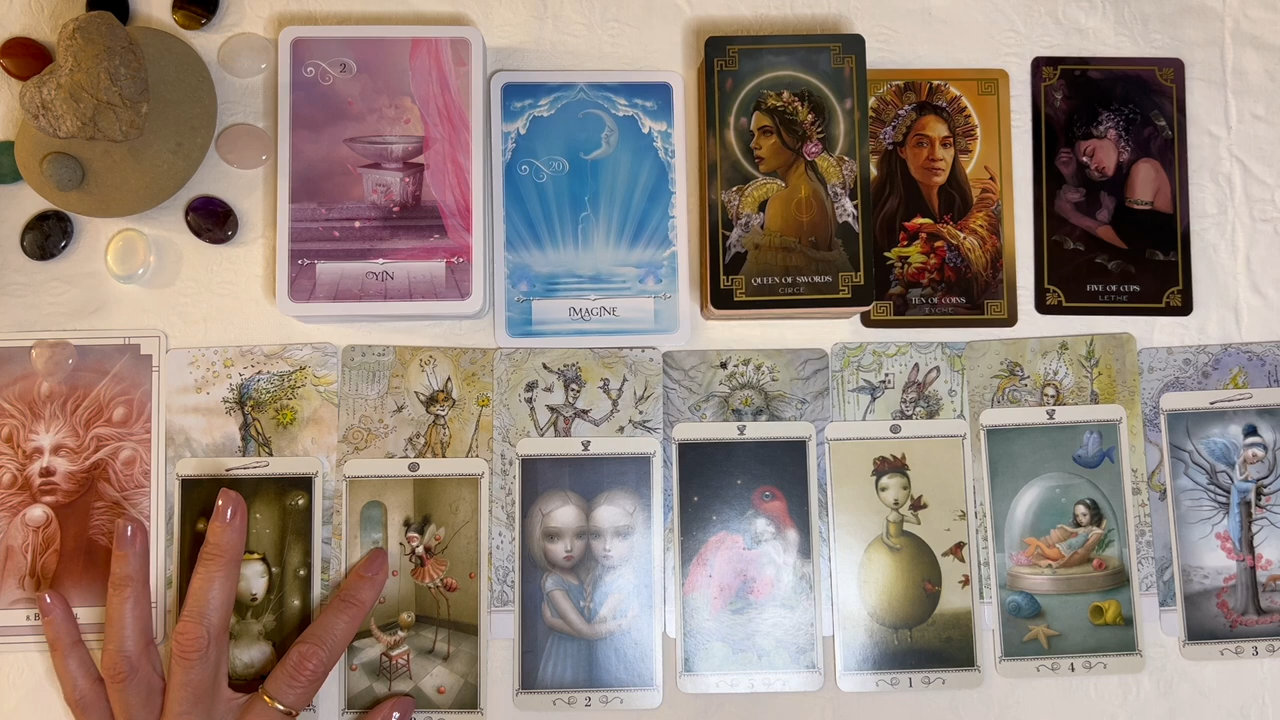 2
YIN
20
IMAGINE
QUEEN OF SWORDS
CIRCE
TEN OF COINS
TYCHE
FIVE OF CUPS
LETHE
2
5
1
4
3